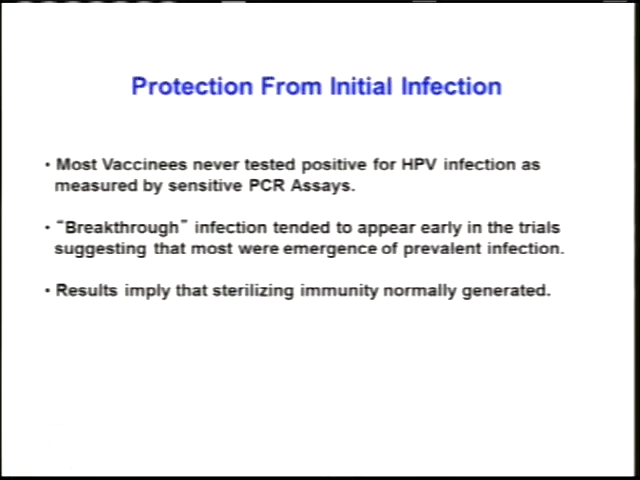 Protection From Initial Infection
• Most Vaccinees never tested positive for HPV infection as
measured by sensitive PCR Assays.
• “Breakthrough” infection tended to appear early in the trials
suggesting that most were emergence of prevalent infection.
• Results imply that sterilizing immunity normally generated.